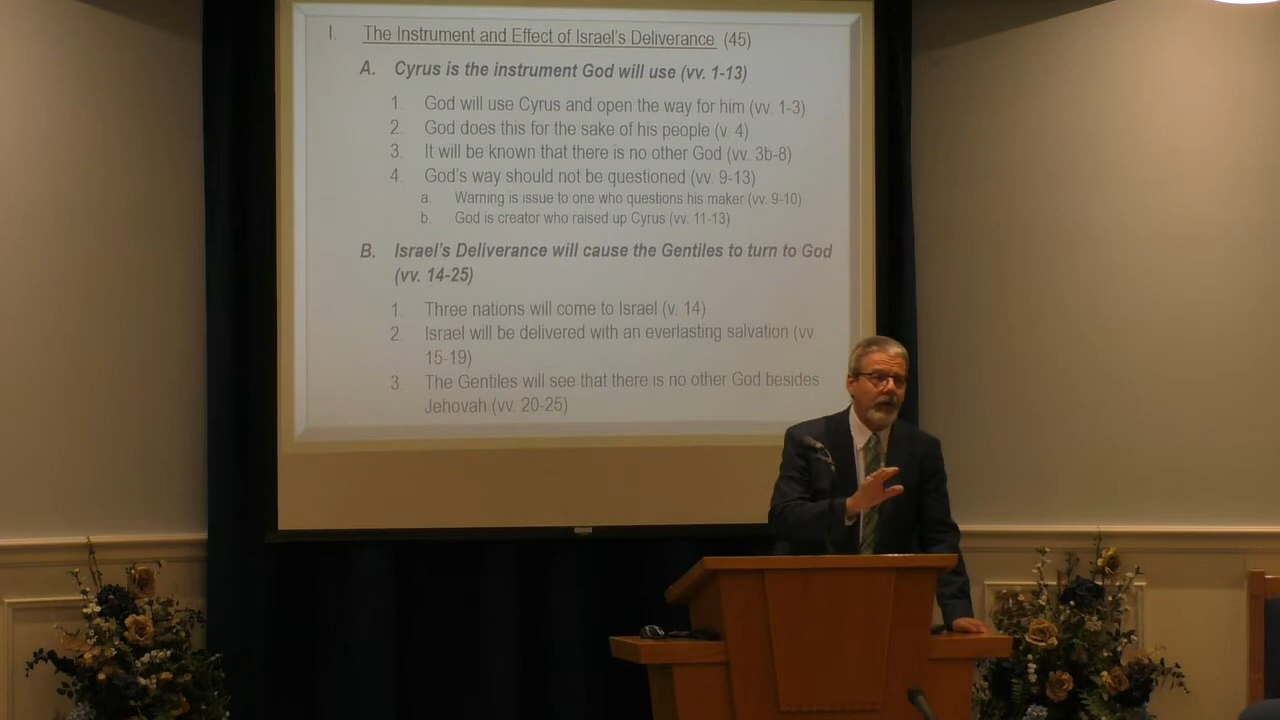 I. The Instrument and Effect of Israel's Deliverance (45)
A. Cyrus is the instrument God will use (vv. 1-13)
1. God will use Cyrus and open the way for him (vv. 1-3)
2. God does this for the sake of his people (v. 4)
3. It will be known that there is no other God (vv. 3b-8)
4. God's way should not be questioned (vv. 9-13)
a. Warning is issue to one who questions his maker (vv. 9-10)
b. God is creator who raised up Cyrus (vv. 11-13)
B. Israel's Deliverance will cause the Gentiles to turn to God
(vv. 14-25)
1. Three nations will come to Israel (v. 14)
2. Israel will be delivered with an everlasting salvation (vv
15-19)
3. The Gentiles will see that there is no other God besides
Jehovah (vv. 20-25)